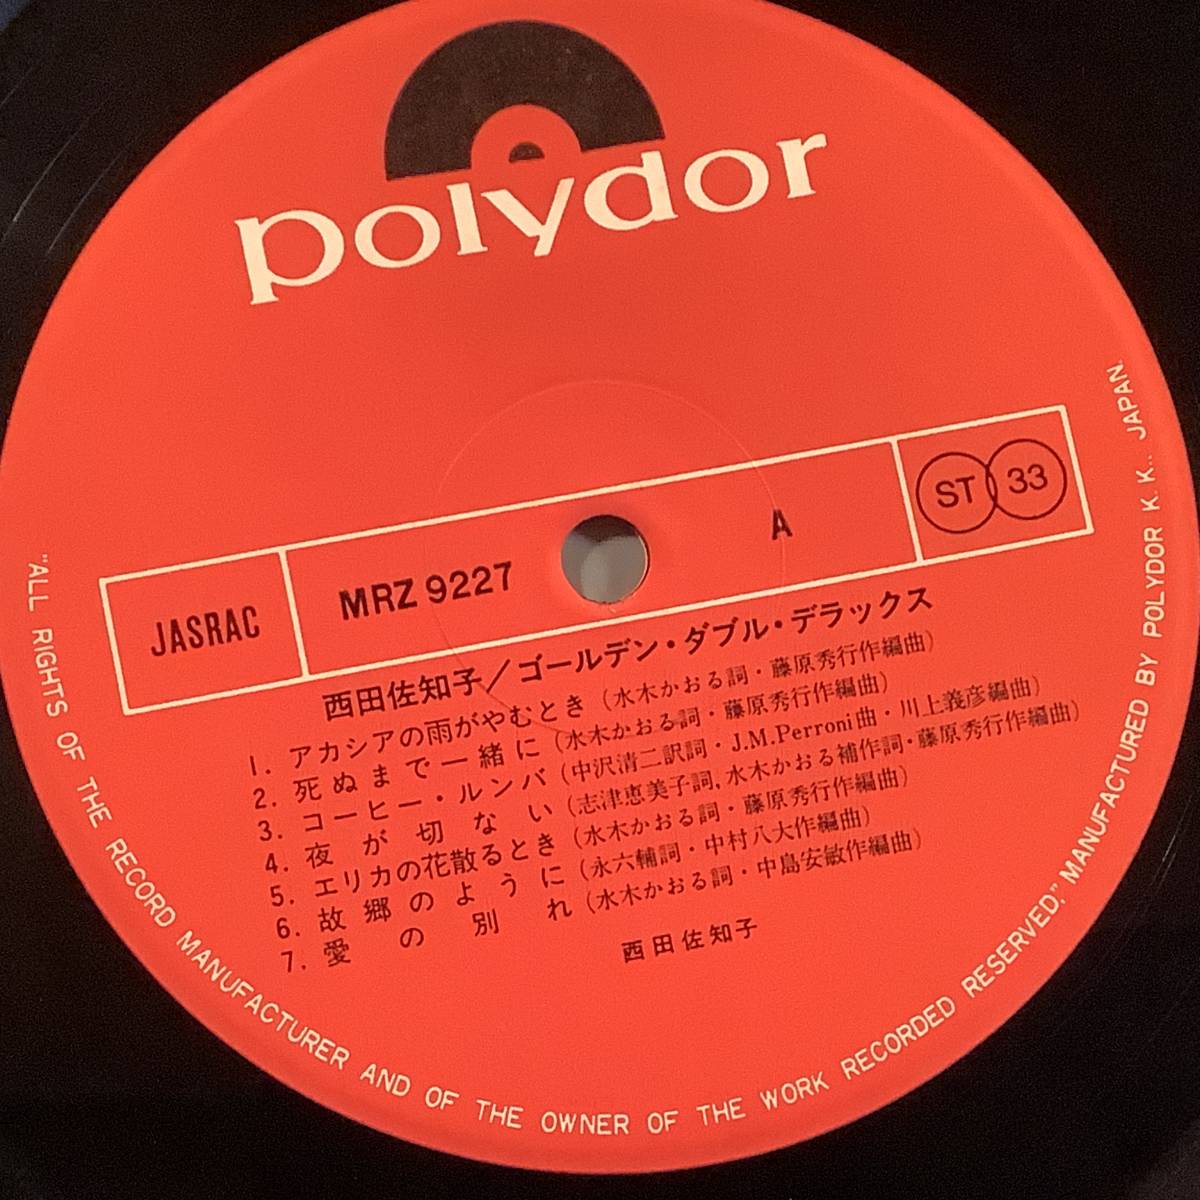 polydor
JASRAC
MRZ 9227
A
ST 33
西田佐知子/ゴールデン・ダブル・デラックス
1. アカシアの雨がやむとき (水木かおる詞・藤原秀行作編曲)
2. 死ぬまで一緒に (水木かおる詞・藤原秀行作編曲)
3. コーヒー・ルンバ (中沢清二訳詞・J.M.Perroni曲・川上義彦編曲)
4. 夜が切ない (志津恵美子詞, 水木かおる補作詞・藤原秀行作編曲)
5. エリカの花散るとき (水木かおる詞・藤原秀行作編曲)
6. 故郷のように (永六輔詞・中村八大作編曲)
7. 愛の別れ (水木かおる詞・中島安敏作編曲)
西田佐知子
"ALL RIGHTS OF THE RECORD MANUFACTURER AND OF THE OWNER OF THE WORK RECORDED RESERVED," MANUFACTURED BY POLYDOR K.K., JAPAN.